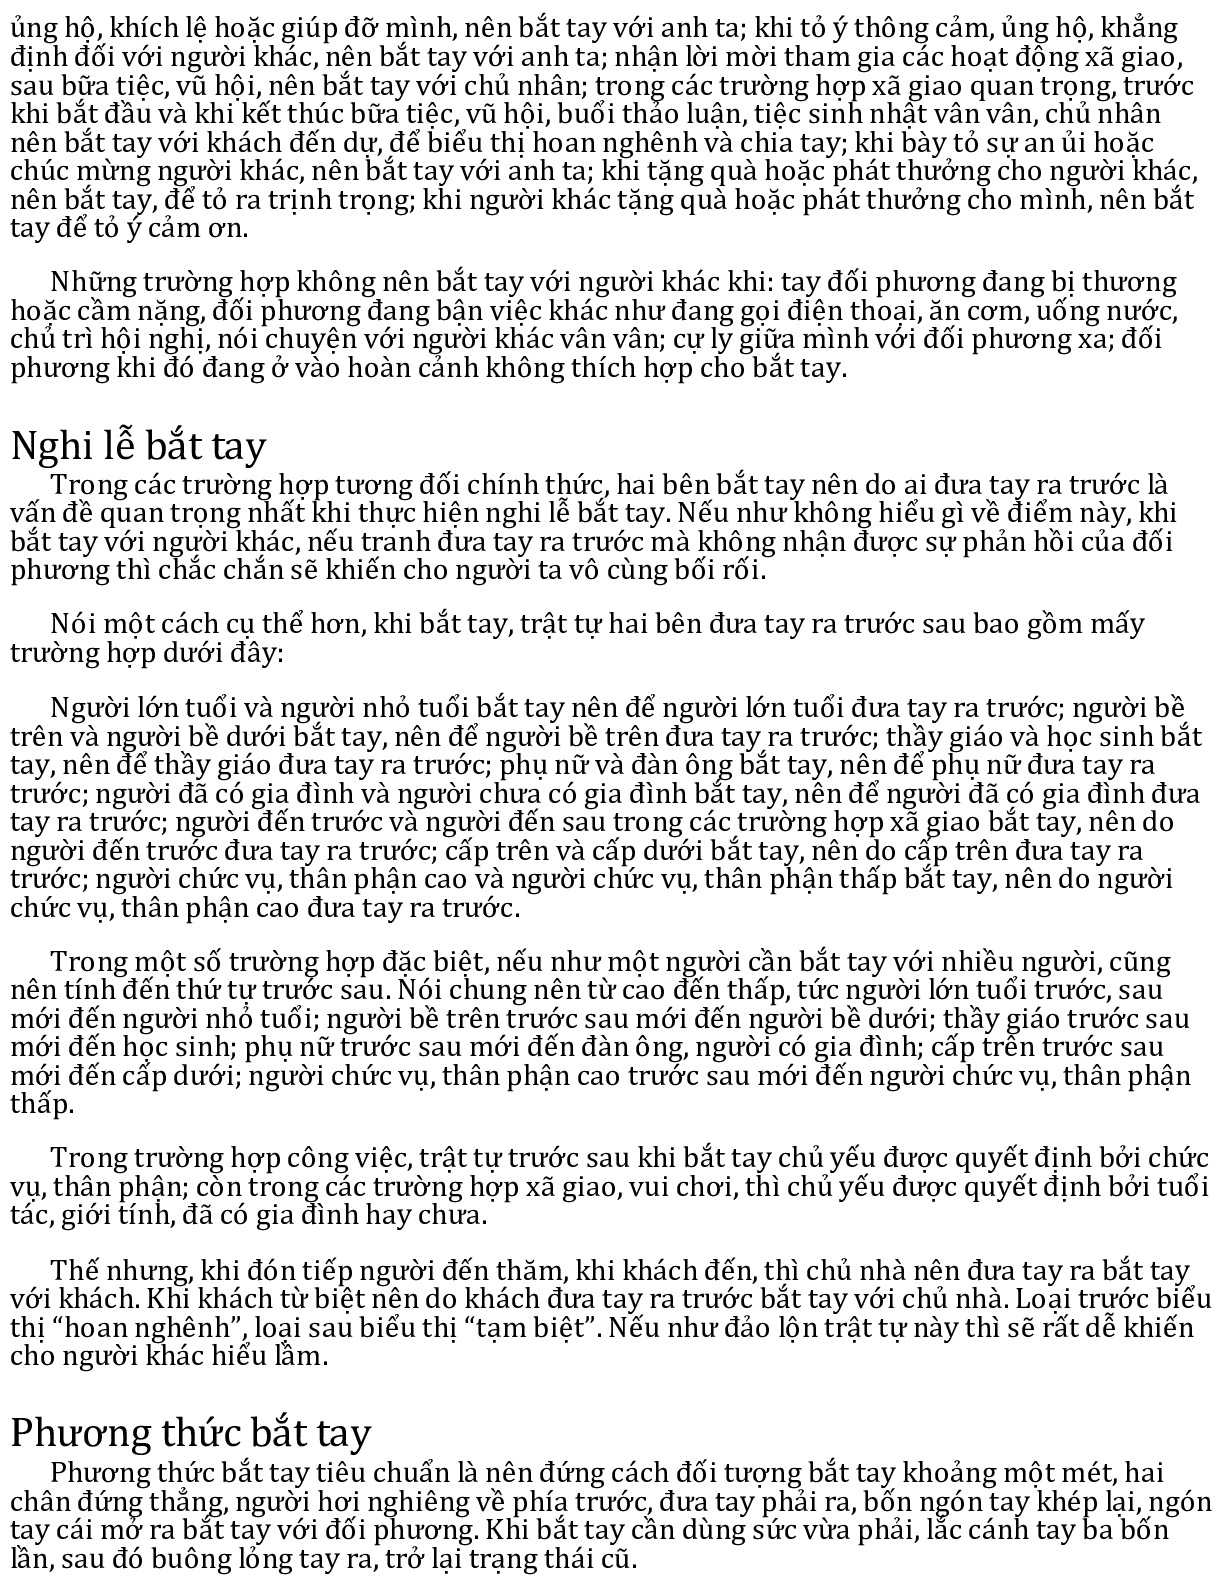 ủng hộ, khích lệ hoặc giúp đỡ mình, nên bắt tay với anh ta; khi tỏ ý thông cảm, ủng hộ, khẳng
định đối với người khác, nên bắt tay với anh ta; nhận lời mời tham gia các hoạt động xã giao,
sau bữa tiệc, vũ hội, nên bắt tay với chủ nhân; trong các trường hợp xã giao quan trọng, trước
khi bắt đầu và khi kết thúc bữa tiệc, vũ hội, buổi thảo luận, tiệc sinh nhật vân vân, chủ nhân
nên bắt tay với khách đến dự, để biểu thị hoan nghênh và chia tay; khi bày tỏ sự an ủi hoặc
chúc mừng người khác, nên bắt tay với anh ta; khi tặng quà hoặc phát thưởng cho người khác,
nên bắt tay, để tỏ ra trịnh trọng; khi người khác tặng quà hoặc phát thưởng cho mình, nên bắt
tay để tỏ ý cảm ơn.
Những trường hợp không nên bắt tay với người khác khi: tay đối phương đang bị thương
hoặc cầm nặng, đối phương đang bận việc khác như đang gọi điện thoại, ăn cơm, uống nước,
chủ trì hội nghị, nói chuyện với người khác vân vân; cự ly giữa mình với đối phương xa; đối
phương khi đó đang ở vào hoàn cảnh không thích hợp cho bắt tay.
Nghi lễ bắt tay
Trong các trường hợp tương đối chính thức, hai bên bắt tay nên do ai đưa tay ra trước là
vấn đề quan trọng nhất khi thực hiện nghi lễ bắt tay. Nếu như không hiểu gì về điểm này, khi
bắt tay với người khác, nếu tranh đưa tay ra trước mà không nhận được sự phản hồi của đối
phương thì chắc chắn sẽ khiến cho người ta vô cùng bối rối.
Nói một cách cụ thể hơn, khi bắt tay, trật tự hai bên đưa tay ra trước sau bao gồm mấy
trường hợp dưới đây:
Người lớn tuổi và người nhỏ tuổi bắt tay nên để người lớn tuổi đưa tay ra trước; người bề
trên và người bề dưới bắt tay, nên để người bề trên đưa tay ra trước; thầy giáo và học sinh bắt
tay, nên để thầy giáo đưa tay ra trước; phụ nữ và đàn ông bắt tay, nên để phụ nữ đưa tay ra
trước; người đã có gia đình và người chưa có gia đình bắt tay, nên để người đã có gia đình đưa
tay ra trước; người đến trước và người đến sau trong các trường hợp xã giao bắt tay, nên do
người đến trước đưa tay ra trước; cấp trên và cấp dưới bắt tay, nên do cấp trên đưa tay ra
trước; người chức vụ, thân phận cao và người chức vụ, thân phận thấp bắt tay, nên do người
chức vụ, thân phận cao đưa tay ra trước.
Trong một số trường hợp đặc biệt, nếu như một người cần bắt tay với nhiều người, cũng
nên tính đến thứ tự trước sau. Nói chung nên từ cao đến thấp, tức người lớn tuổi trước, sau
mới đến người nhỏ tuổi; người bề trên trước sau mới đến người bề dưới; thầy giáo trước sau
mới đến học sinh; phụ nữ trước sau mới đến đàn ông, người có gia đình; cấp trên trước sau
mới đến cấp dưới; người chức vụ, thân phận cao trước sau mới đến người chức vụ, thân phận
thấp.
Trong trường hợp công việc, trật tự trước sau khi bắt tay chủ yếu được quyết định bởi chức
vụ, thân phận; còn trong các trường hợp xã giao, vui chơi, thì chủ yếu được quyết định bởi tuổi
tác, giới tính, đã có gia đình hay chưa.
Thế nhưng, khi đón tiếp người đến thăm, khi khách đến, thì chủ nhà nên đưa tay ra bắt tay
với khách. Khi khách từ biệt nên do khách đưa tay ra trước bắt tay với chủ nhà. Loại trước biểu
thị “hoan nghênh”, loại sau biểu thị “tạm biệt”. Nếu như đảo lộn trật tự này thì sẽ rất dễ khiến
cho người khác hiểu lầm.
Phương thức bắt tay
Phương thức bắt tay tiêu chuẩn là nên đứng cách đối tượng bắt tay khoảng một mét, hai
chân đứng thẳng, người hơi nghiêng về phía trước, đưa tay phải ra, bốn ngón tay khép lại, ngón
tay cái mở ra bắt tay với đối phương. Khi bắt tay cần dùng sức vừa phải, lắc cánh tay ba bốn
lần, sau đó buông lỏng tay ra, trở lại trạng thái cũ.